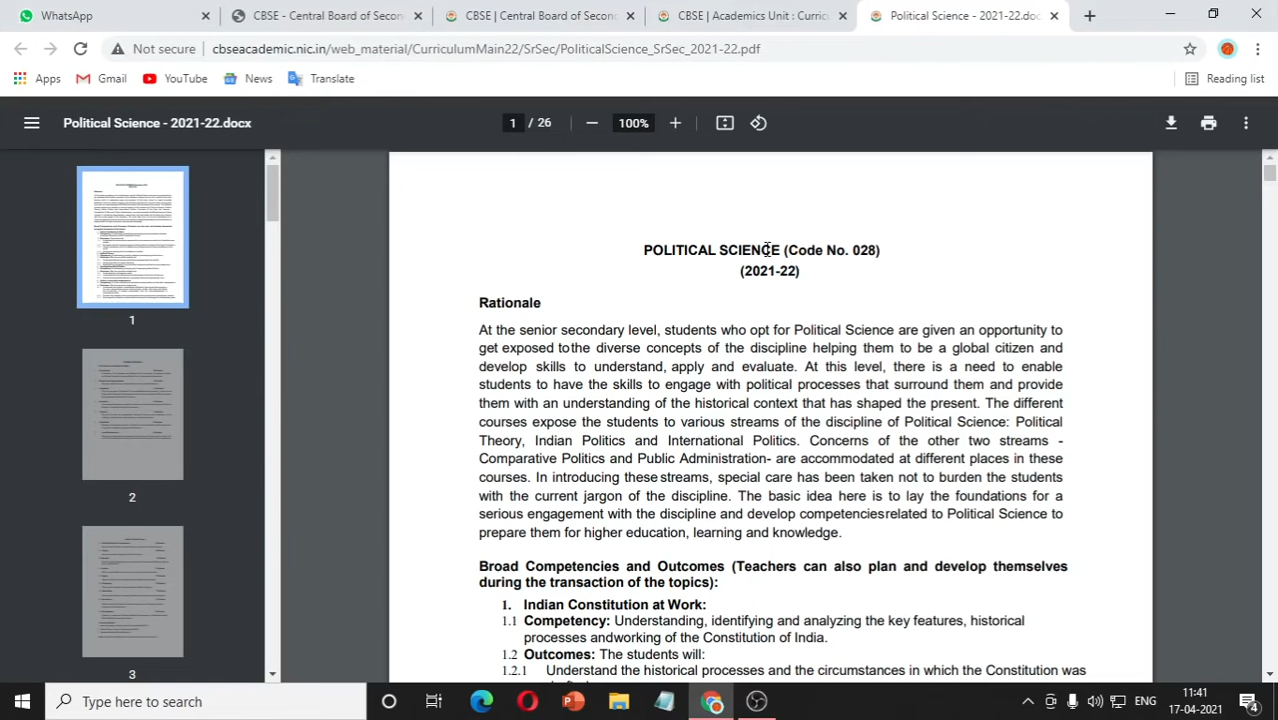 WhatsApp
CBSE - Central Board of Secon
CBSE | Central Board of Secon
CBSE | Academics Unit : Curricu
Political Science - 2021-22.doc
Not secure
cbseacademic.nic.in/web_material/CurriculumMain22/SrSec/PoliticalScience_SrSec_2021-22.pdf
Apps
Gmail
YouTube
News
Translate
Reading list
Political Science - 2021-22.docx
1 / 26
100%
1
2
3
POLITICAL SCIENCE (Code No. 028)
(2021-22)
Rationale
At the senior secondary level, students who opt for Political Science are given an opportunity to
get exposed tothe diverse concepts of the discipline helping them to be a global citizen and
develop skills to understand, apply and evaluate. At this level, there is a need to enable
students to have the skills to engage with political processes that surround them and provide
them with an understanding of the historical context that has shaped the present. The different
courses expose the students to various streams of the discipline of Political Science: Political
Theory, Indian Politics and International Politics. Concerns of the other two streams -
Comparative Politics and Public Administration- are accommodated at different places in these
courses. In introducing these streams, special care has been taken not to burden the students
with the current jargon of the discipline. The basic idea here is to lay the foundations for a
serious engagement with the discipline and develop competencies related to Political Science to
prepare them for higher education, learning and knowledge.
Broad Competencies and Outcomes (Teachers can also plan and develop themselves
during the transaction of the topics):
1. Indian Constitution at Work:
1.1 Competency: Understanding, identifying and analyzing the key features, historical
processes andworking of the Constitution of India.
1.2 Outcomes: The students will:
1.2.1 Understand the historical processes and the circumstances in which the Constitution was
Type here to search
ENG
11:41
17-04-2021
4